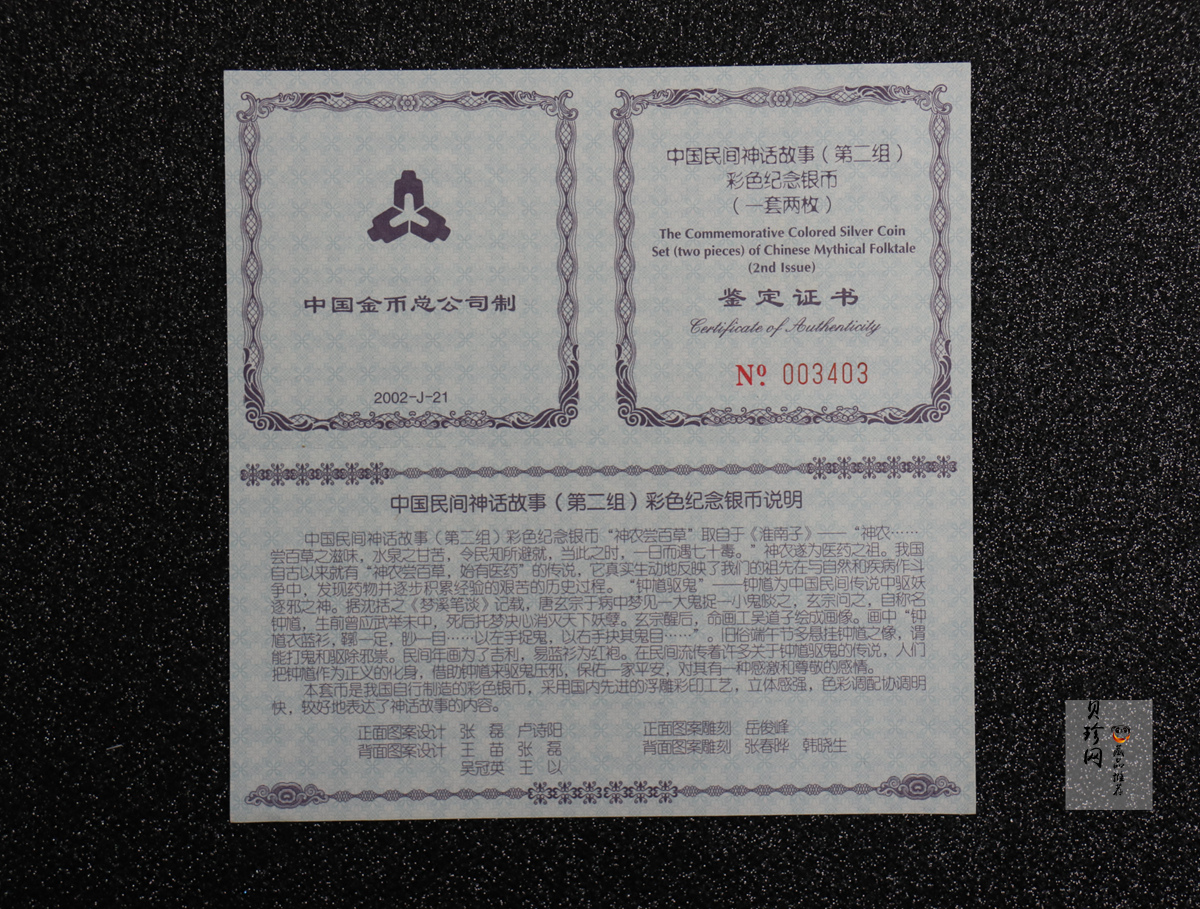 中国金币总公司制
2002-J-21
中国民间神话故事（第二组）
彩色纪念银币
（一套两枚）
The Commemorative Colored Silver Coin
Set (two pieces) of Chinese Mythical Folktale
(2nd Issue)
鉴定证书
Certificate of Authenticity
Nº 003403
中国民间神话故事（第二组）彩色纪念银币说明
中国民间神话故事（第二组）彩色纪念银币“神农尝百草”取自于《淮南子》——“神农……
尝百草之滋味，水泉之甘苦，令民知所避就，当此之时，一日而遇七十毒。”神农遂为医药之祖。我国
自古以来就有“神农尝百草，始有医药”的传说，它真实生动地反映了我们的祖先在与自然和疾病作斗
争中，发现药物并逐步积累经验的艰苦的历史过程。“钟馗驱鬼”——钟馗为中国民间传说中驱妖
逐邪之神。据沈括之《梦溪笔谈》记载，唐玄宗于病中梦见一大鬼捉一小鬼啖之，玄宗问之，自称名
钟馗，生前曾应武举未中，死后托梦决心消灭天下妖孽。玄宗醒后，命画工吴道子绘成画像。画中“钟
馗衣蓝衫，鞹一足，眇一目……以左手捉鬼，以右手抉其鬼目……”。旧俗端午节多悬挂钟馗之像，谓
能打鬼和驱除邪祟。民间年画为了吉利，易蓝衫为红袍。在民间流传着许多关于钟馗驱鬼的传说，人们
把钟馗作为正义的化身，借助钟馗来驱鬼压邪，保佑一家平安，对其有一种感激和尊敬的感情。
本套币是我国自行制造的彩色银币，采用国内先进的浮雕彩印工艺，立体感强，色彩调配协调明
快，较好地表达了神话故事的内容。
正面图案设计 张 磊 卢诗阳
背面图案设计 王 苗 张 磊
吴冠英 王 以
正面图案雕刻 岳俊峰
背面图案雕刻 张春晔 韩晓生
贝珍网